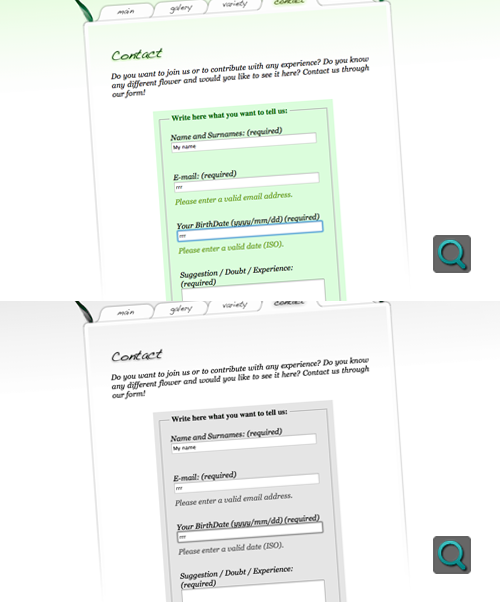 main galery variety contact
Contact
Do you want to join us or to contribute with any experience? Do you know
any different flower and would you like to see it here? Contact us through
our form!
Write here what you want to tell us:
Name and Surnames: (required)
My name
E-mail: (required)
rrr
Please enter a valid email address.
Your BirthDate (yyyy/mm/dd) (required)
rrr
Please enter a valid date (ISO).
Suggestion / Doubt / Experience:
(required)
main galery variety contact
Contact
Do you want to join us or to contribute with any experience? Do you know
any different flower and would you like to see it here? Contact us through
our form!
Write here what you want to tell us:
Name and Surnames: (required)
My name
E-mail: (required)
rrr
Please enter a valid email address.
Your BirthDate (yyyy/mm/dd) (required)
rrr
Please enter a valid date (ISO).
Suggestion / Doubt / Experience:
(required)